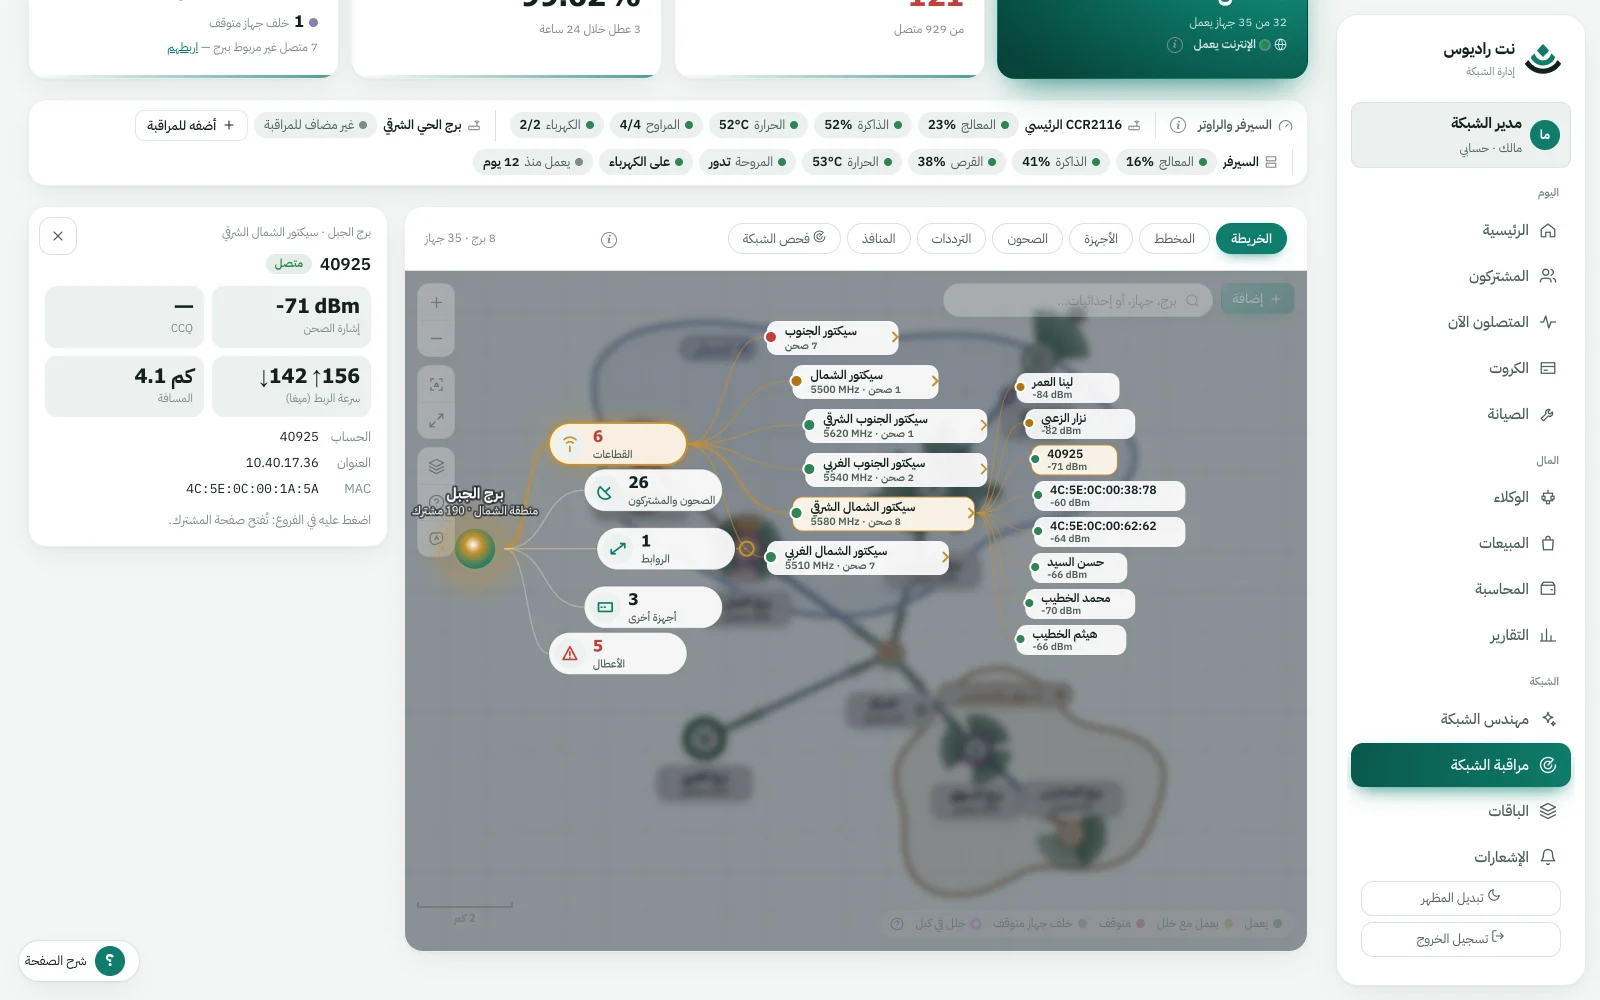 نت راديوس
إدارة الشبكة
ما
مدير الشبكة
مالك · حسابي
اليوم
الرئيسية
المشتركون
المتصلون الآن
الكروت
الصيانة
المال
الوكلاء
المبيعات
المحاسبة
التقارير
الشبكة
مهندس الشبكة
مراقبة الشبكة
الباقات
الإشعارات
تبديل المظهر
تسجيل الخروج
32 من 35 جهاز يعمل
الإنترنت يعمل
من 929 متصل
3 عطل خلال 24 ساعة
1 خلف جهاز متوقف
7 متصل غير مربوط ببرج — اربطهم
السيرفر والراوتر
CCR2116 الرئيسي
المعالج 23%
الذاكرة 52%
الحرارة 52°C
المراوح 4/4
الكهرباء 2/2
برج الحي الشرقي
غير مضاف للمراقبة
+ أضفه للمراقبة
السيرفر
المعالج 16%
الذاكرة 41%
القرص 38%
الحرارة 53°C
المروحة تدور
على الكهرباء
يعمل منذ 12 يوم
الخريطة
المخطط
الأجهزة
الصحون
الترددات
المنافذ
فحص الشبكة
8 برج · 35 جهاز
+ إضافة
برج، جهاز، أو إحداثيات...
برج الجبل
منطقة الشمال · 190 مشترك
6
القطاعات
26
الصحون والمشتركون
1
الروابط
3
أجهزة أخرى
5
الأعطال
سيكتور الجنوب
7 صحن
سيكتور الشمال
1 صحن · 5500 MHz
سيكتور الجنوب الشرقي
1 صحن · 5620 MHz
سيكتور الجنوب الغربي
2 صحن · 5540 MHz
سيكتور الشمال الشرقي
8 صحن · 5580 MHz
سيكتور الشمال الغربي
7 صحن · 5510 MHz
لينا العمر
-84 dBm
نزار الزعبي
-82 dBm
40925
-71 dBm
4C:5E:0C:00:38:78
-60 dBm
4C:5E:0C:00:62:62
-64 dBm
حسن السيد
-66 dBm
محمد الخطيب
-70 dBm
هيثم الخطيب
-66 dBm
2 كم
يعمل
يعمل مع خلل
متوقف
خلف جهاز متوقف
خلل في كبل
برج الجبل · سيكتور الشمال الشرقي
40925 متصل
-71 dBm
إشارة الصحن
—
CCQ
↓142 ↑156
سرعة الربط (ميغا)
4.1 كم
المسافة
الحساب 40925
العنوان 10.40.17.36
MAC 4C:5E:0C:00:1A:5A
اضغط عليه في الفروع: تُفتح صفحة المشترك.
؟ شرح الصفحة